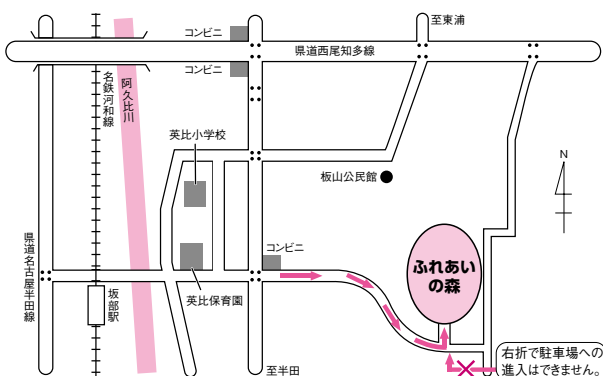 至東浦
コンビニ
県道西尾知多線
コンビニ
名鉄河和線
阿久比川
英比小学校
板山公民館
N
県道名古屋半田線
コンビニ
ふれあい
の森
坂部駅
英比保育園
至半田
右折で駐車場への
進入はできません。